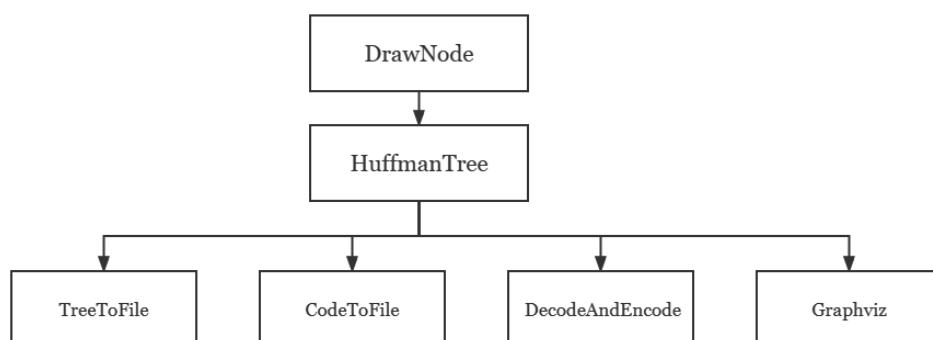 DrawNode
HuffmanTree
TreeToFile
CodeToFile
DecodeAndEncode
Graphviz